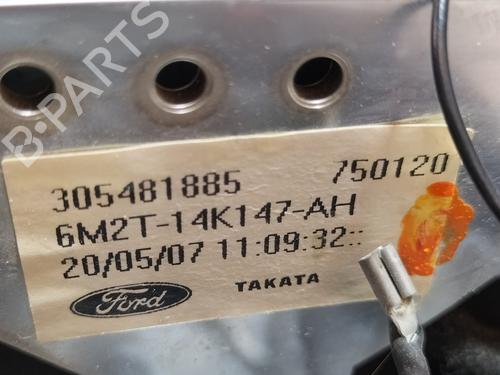 B-PARTS
305481885 750120
6M2T-14K147-AH
20/05/07 11:09:32::
Ford TAKATA